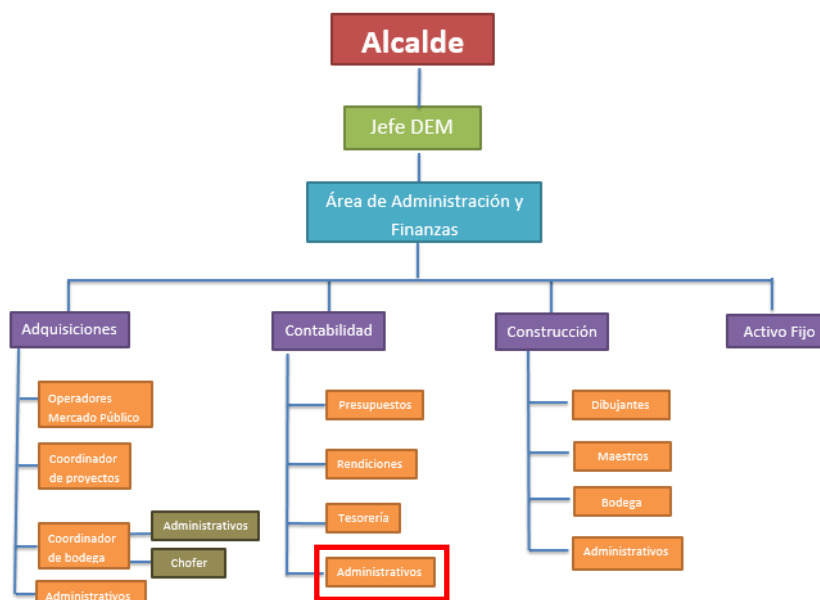 Alcalde
Jefe DEM
Área de Administración y
Finanzas
Adquisiciones
Contabilidad
Construcción
Activo Fijo
Operadores
Mercado Público
Coordinador
de proyectos
Coordinador
de bodega
Administrativos
Chofer
Administrativos
Presupuestos
Rendiciones
Tesorería
Administrativos
Dibujantes
Maestros
Bodega
Administrativos